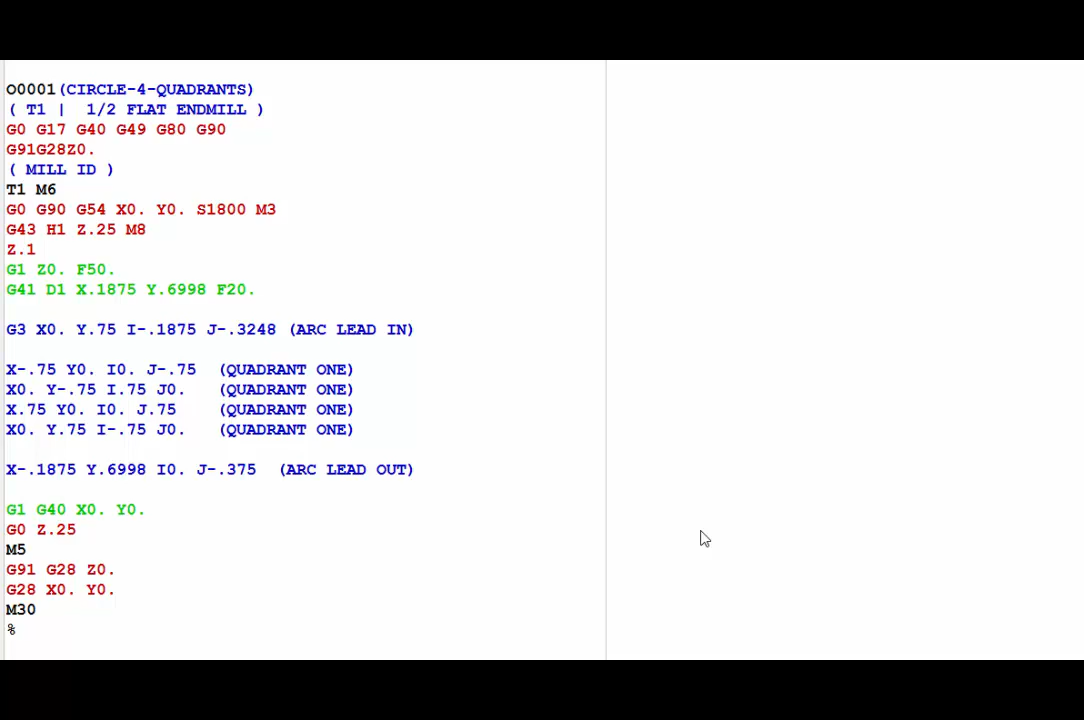 O0001(CIRCLE-4-QUADRANTS)
( T1 |  1/2 FLAT ENDMILL )
G0 G17 G40 G49 G80 G90
G91G28Z0.
( MILL ID )
T1 M6
G0 G90 G54 X0. Y0. S1800 M3
G43 H1 Z.25 M8
Z.1
G1 Z0. F50.
G41 D1 X.1875 Y.6998 F20.
G3 X0. Y.75 I-.1875 J-.3248 (ARC LEAD IN)
X-.75 Y0. I0. J-.75  (QUADRANT ONE)
X0. Y-.75 I.75 J0.   (QUADRANT ONE)
X.75 Y0. I0. J.75    (QUADRANT ONE)
X0. Y.75 I-.75 J0.   (QUADRANT ONE)
X-.1875 Y.6998 I0. J-.375  (ARC LEAD OUT)
G1 G40 X0. Y0.
G0 Z.25
M5
G91 G28 Z0.
G28 X0. Y0.
M30
%